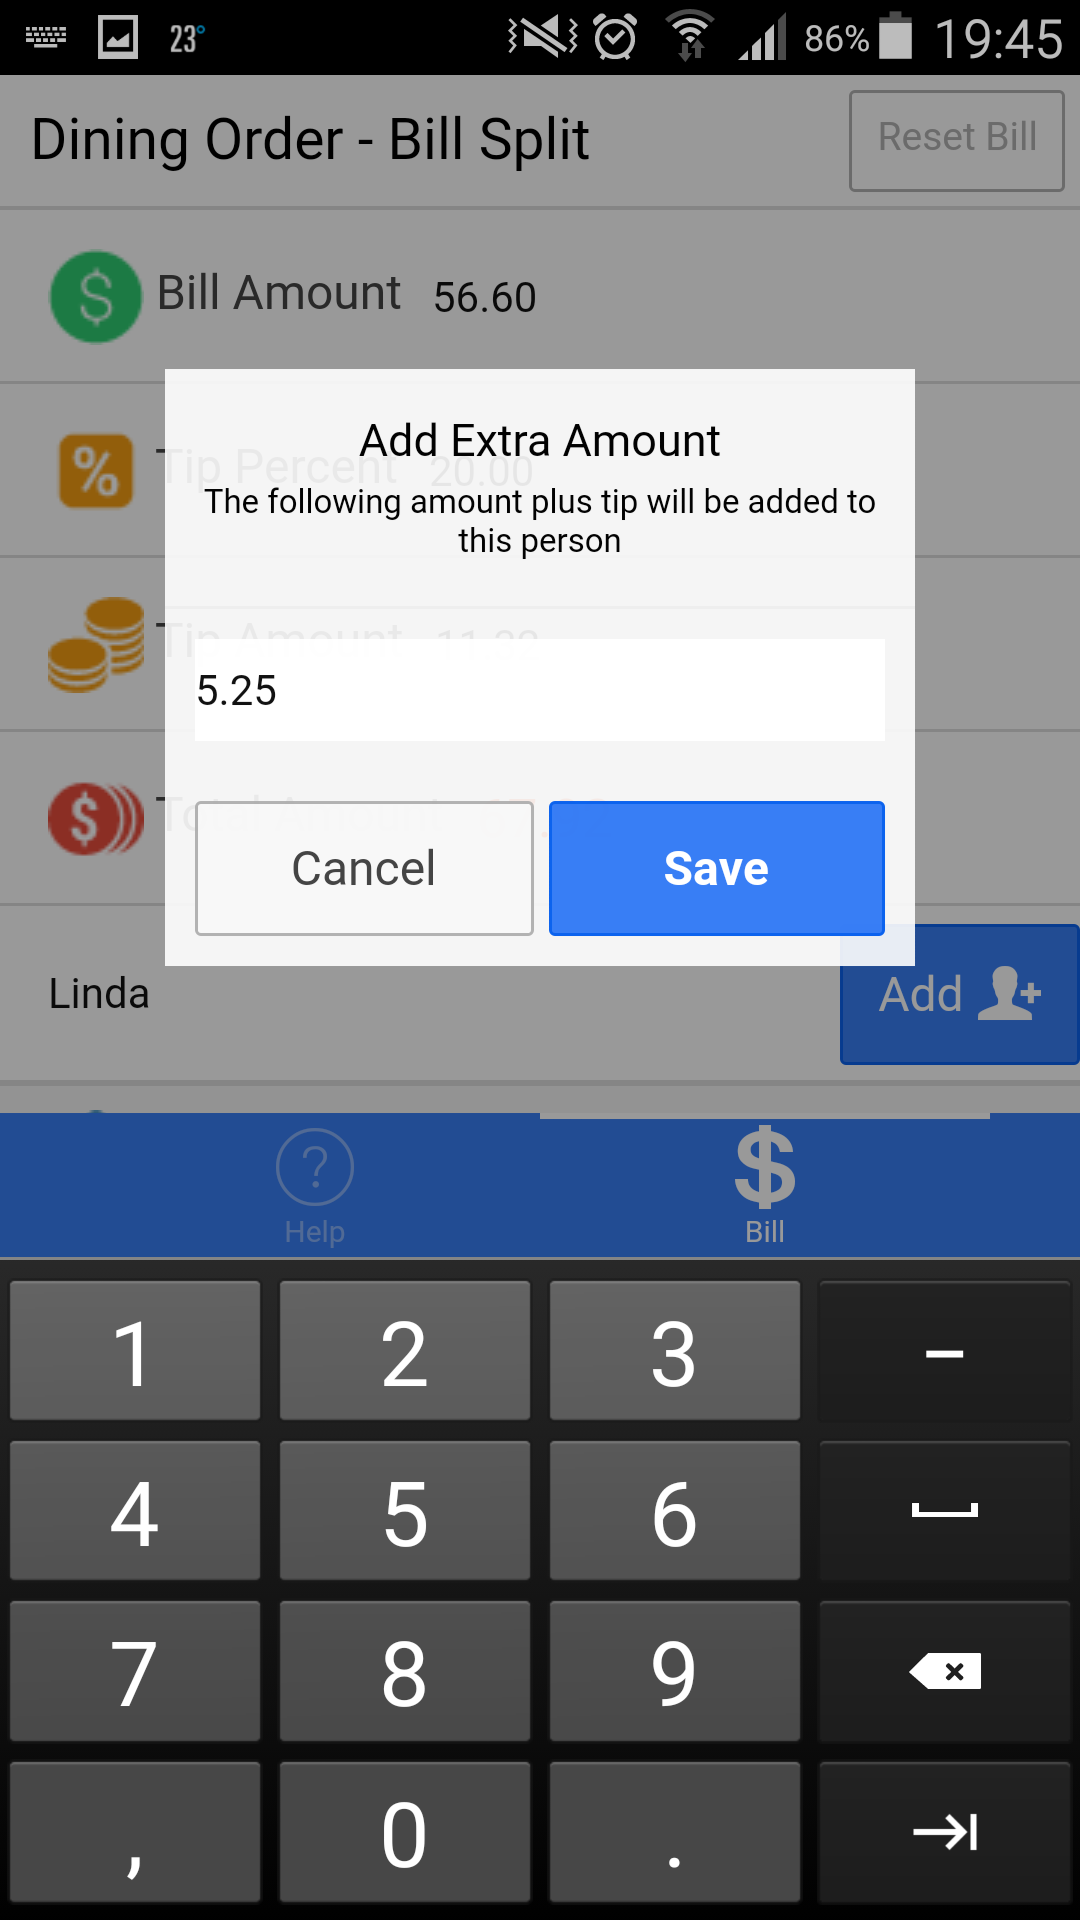 23°
86% 19:45
Dining Order - Bill Split
Reset Bill
Bill Amount 56.60
Add Extra Amount
Tip Percent 20.00
The following amount plus tip will be added to
this person
Tip Amount 11.32
5.25
Total Amount
Cancel
Save
Linda
Add
Help
Bill
1 2 3 –
4 5 6
7 8 9
, 0 .